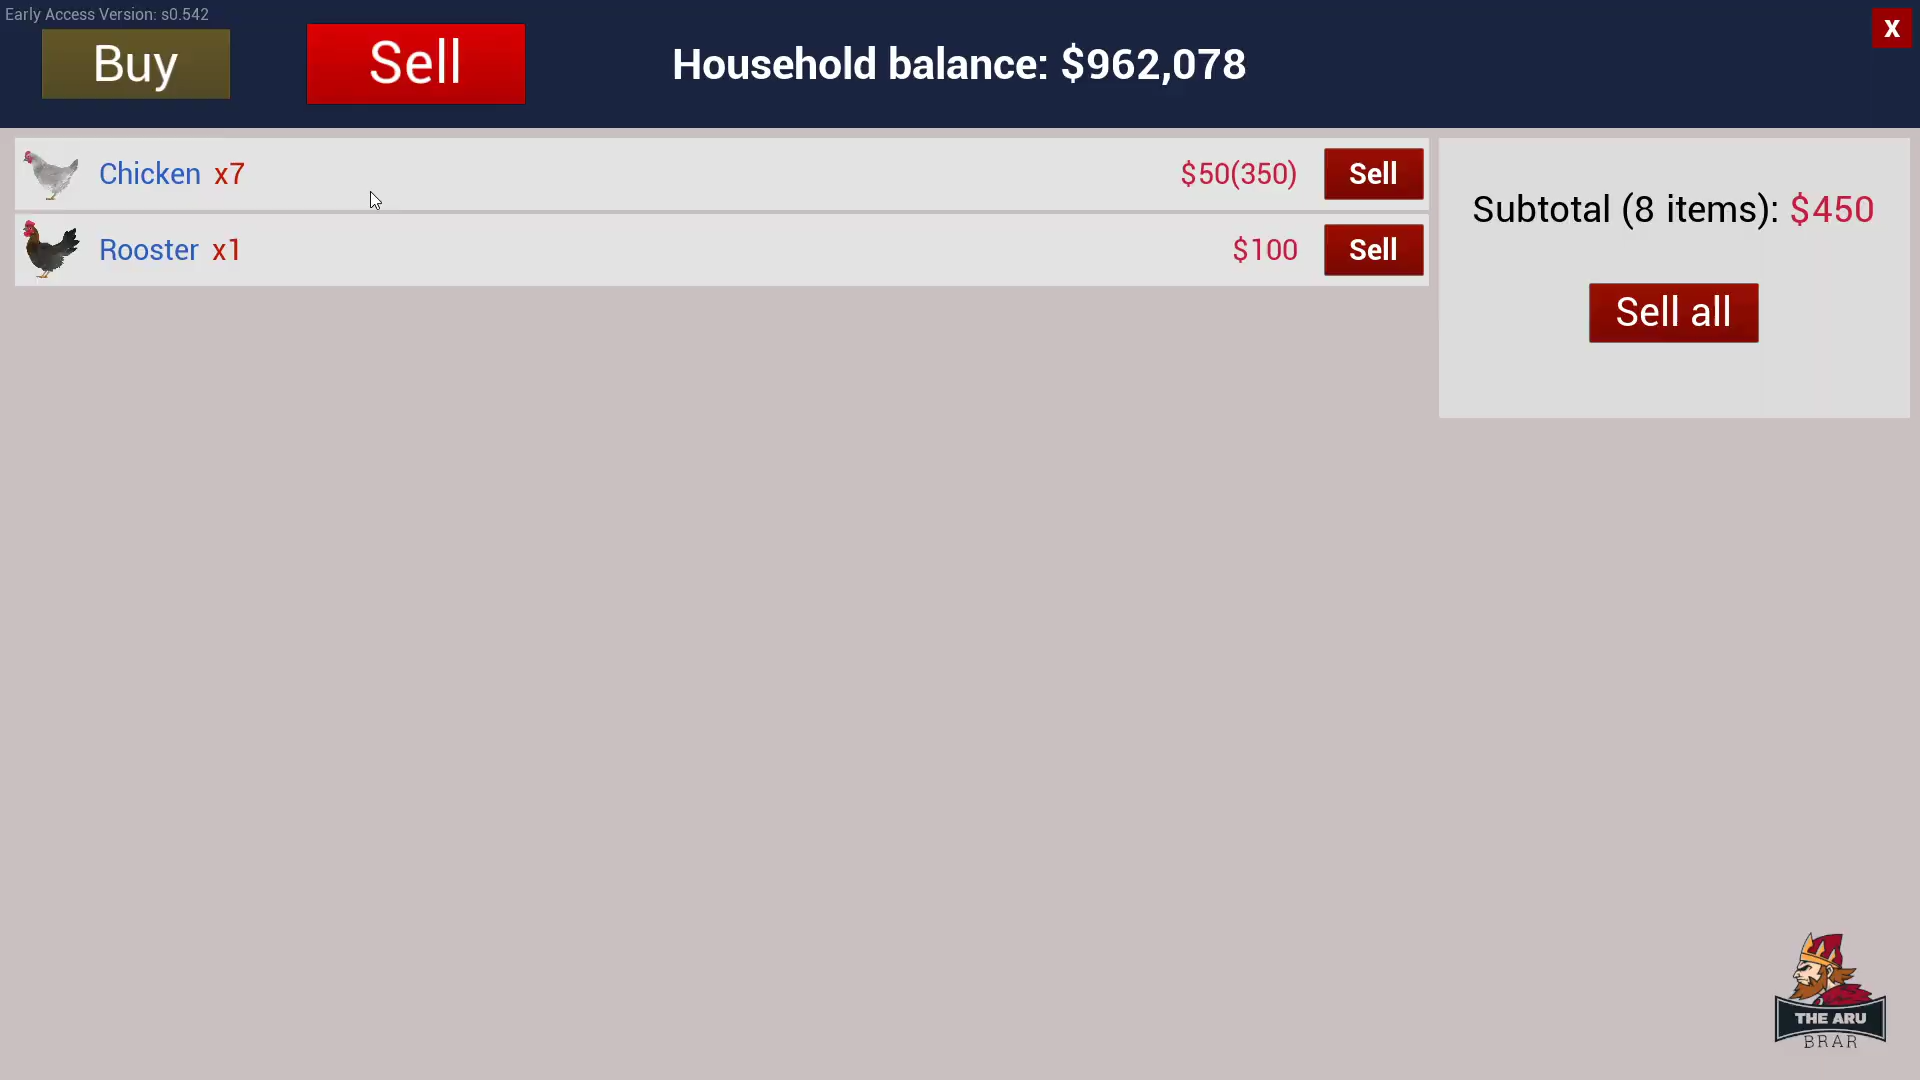 Early Access Version: s0.542
Buy
Sell
Household balance: $962,078
X
Chicken x7
$50(350)
Sell
Rooster x1
$100
Sell
Subtotal (8 items): $450
Sell all
THE ARU
BRAR